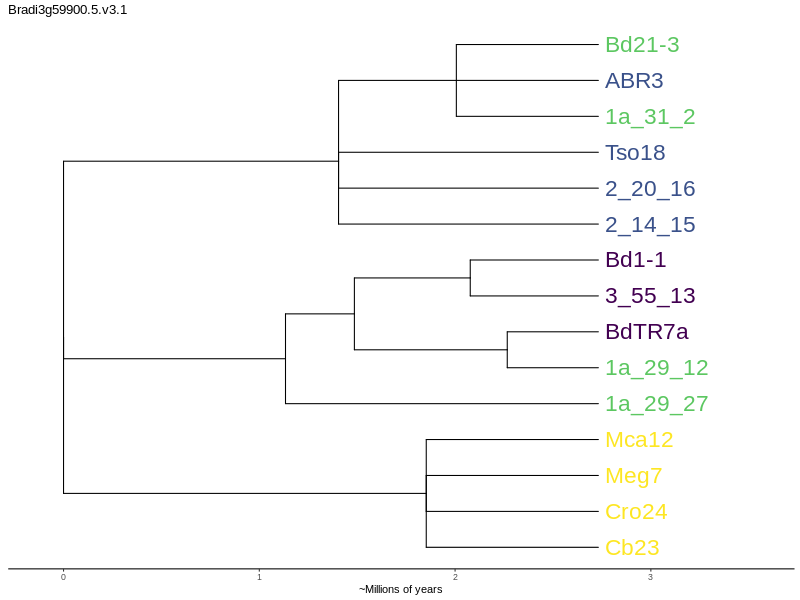 Bradi3g59900.5.v3.1
Bd21-3
ABR3
1a_31_2
Tso18
2_20_16
2_14_15
Bd1-1
3_55_13
BdTR7a
1a_29_12
1a_29_27
Mca12
Meg7
Cro24
Cb23
0 1 2 3
~Millions of years